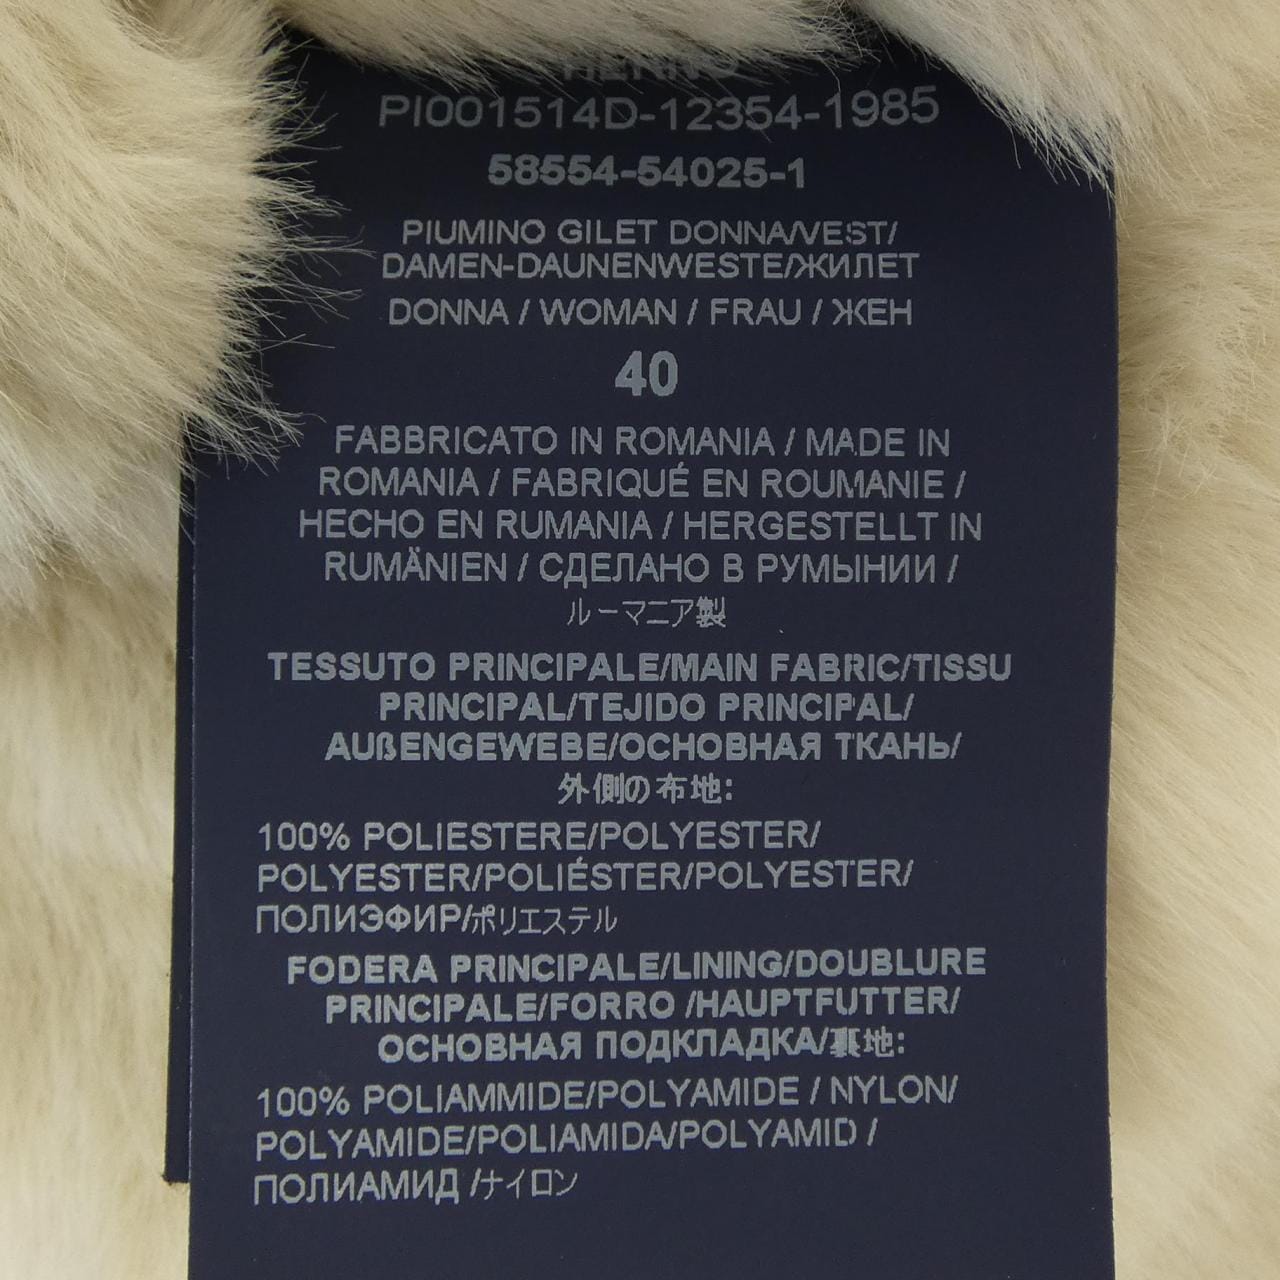 HERNO
PI001514D-12354-1985
58554-54025-1
PIUMINO GILET DONNA/VEST/
DAMEN-DAUNENWESTE/ЖИЛЕТ
DONNA / WOMAN / FRAU / ЖЕН
40
FABBRICATO IN ROMANIA / MADE IN
ROMANIA / FABRIQUÉ EN ROUMANIE /
HECHO EN RUMANIA / HERGESTELLT IN
RUMÄNIEN / СДЕЛАНО В РУМЫНИИ /
ルーマニア製
TESSUTO PRINCIPALE/MAIN FABRIC/TISSU
PRINCIPAL/TEJIDO PRINCIPAL/
AUßENGEWEBE/ОСНОВНАЯ ТКАНЬ/
外側の布地:
100% POLIESTERE/POLYESTER/
POLYESTER/POLIÉSTER/POLYESTER/
ПОЛИЭФИР/ポリエステル
FODERA PRINCIPALE/LINING/DOUBLURE
PRINCIPALE/FORRO /HAUPTFUTTER/
ОСНОВНАЯ ПОДКЛАДКА/裏地:
100% POLIAMMIDE/POLYAMIDE / NYLON/
POLYAMIDE/POLIAMIDA/POLYAMID /
ПОЛИАМИД /ナイロン